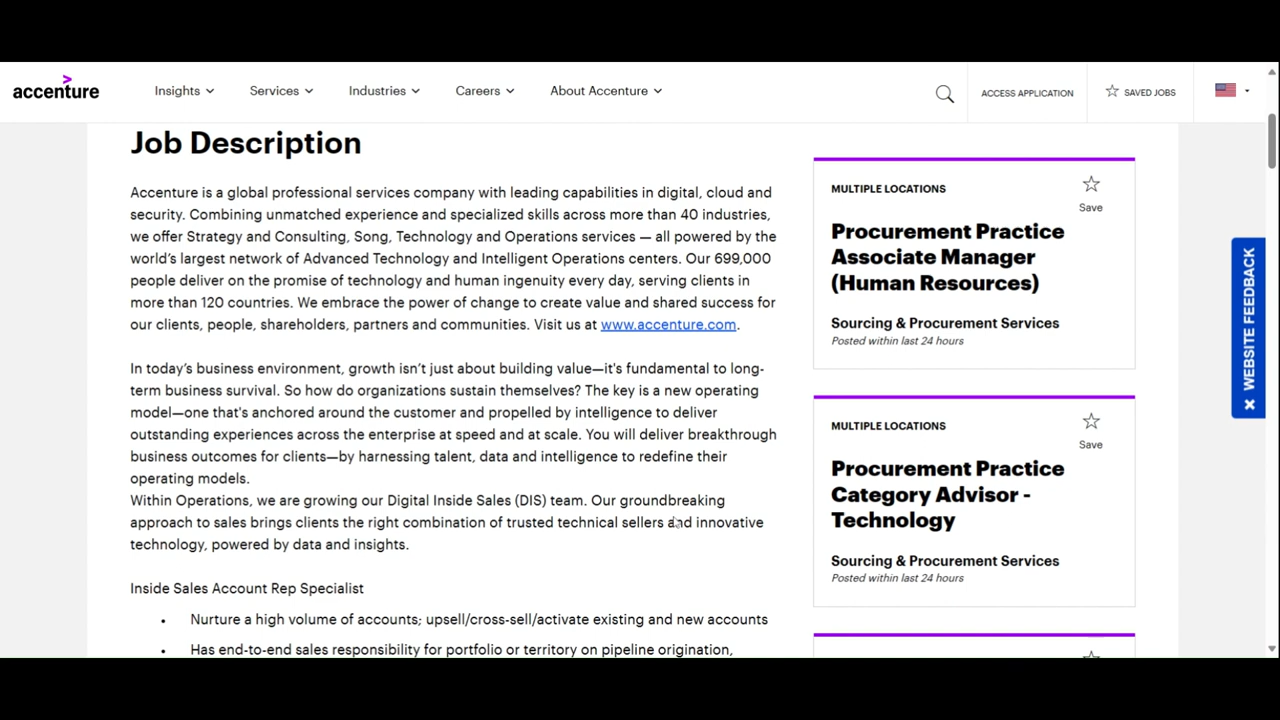 accenture
Insights
Services
Industries
Careers
About Accenture
ACCESS APPLICATION
SAVED JOBS
Job Description
Accenture is a global professional services company with leading capabilities in digital, cloud and
security. Combining unmatched experience and specialized skills across more than 40 industries,
we offer Strategy and Consulting, Song, Technology and Operations services — all powered by the
world's largest network of Advanced Technology and Intelligent Operations centers. Our 699,000
people deliver on the promise of technology and human ingenuity every day, serving clients in
more than 120 countries. We embrace the power of change to create value and shared success for
our clients, people, shareholders, partners and communities. Visit us at www.accenture.com.
In today's business environment, growth isn't just about building value—it's fundamental to long-
term business survival. So how do organizations sustain themselves? The key is a new operating
model—one that's anchored around the customer and propelled by intelligence to deliver
outstanding experiences across the enterprise at speed and at scale. You will deliver breakthrough
business outcomes for clients—by harnessing talent, data and intelligence to redefine their
operating models.
Within Operations, we are growing our Digital Inside Sales (DIS) team. Our groundbreaking
approach to sales brings clients the right combination of trusted technical sellers and innovative
technology, powered by data and insights.
Inside Sales Account Rep Specialist
• Nurture a high volume of accounts; upsell/cross-sell/activate existing and new accounts
• Has end-to-end sales responsibility for portfolio or territory on pipeline origination,
MULTIPLE LOCATIONS
Save
Procurement Practice
Associate Manager
(Human Resources)
Sourcing & Procurement Services
Posted within last 24 hours
MULTIPLE LOCATIONS
Save
Procurement Practice
Category Advisor -
Technology
Sourcing & Procurement Services
Posted within last 24 hours
WEBSITE FEEDBACK